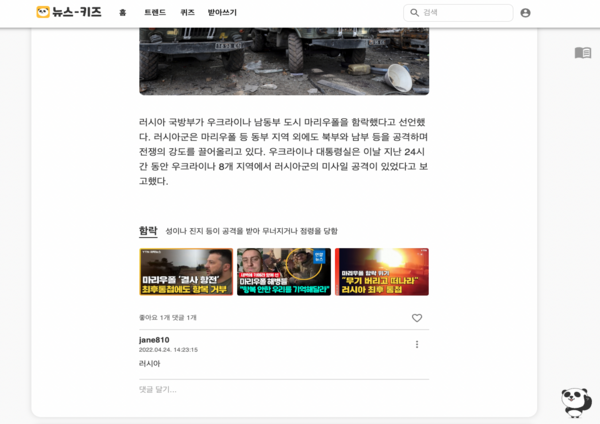 뉴스-키즈 홈 트렌드 퀴즈 받아쓰기 검색
러시아 국방부가 우크라이나 남동부 도시 마리우폴을 함락했다고 선언했
다. 러시아군은 마리우폴 등 동부 지역 외에도 북부와 남부 등을 공격하며
전쟁의 강도를 끌어올리고 있다. 우크라이나 대통령실은 이날 지난 24시
간 동안 우크라이나 8개 지역에서 러시아군의 미사일 공격이 있었다고 보
고했다.
함락 성이나 진지 등이 공격을 받아 무너지거나 점령을 당함
마리우폴 '결사 항전'
최후통첩에도 항복 거부
마리우폴 해병들
"항복 안한 우리를 기억해달라"
마리우폴 함락 위기
"무기 버리고 떠나라"
러시아 최후 통첩
좋아요 1개 댓글 1개
jane810
2022.04.24. 14:23:15
러시아
댓글 달기...